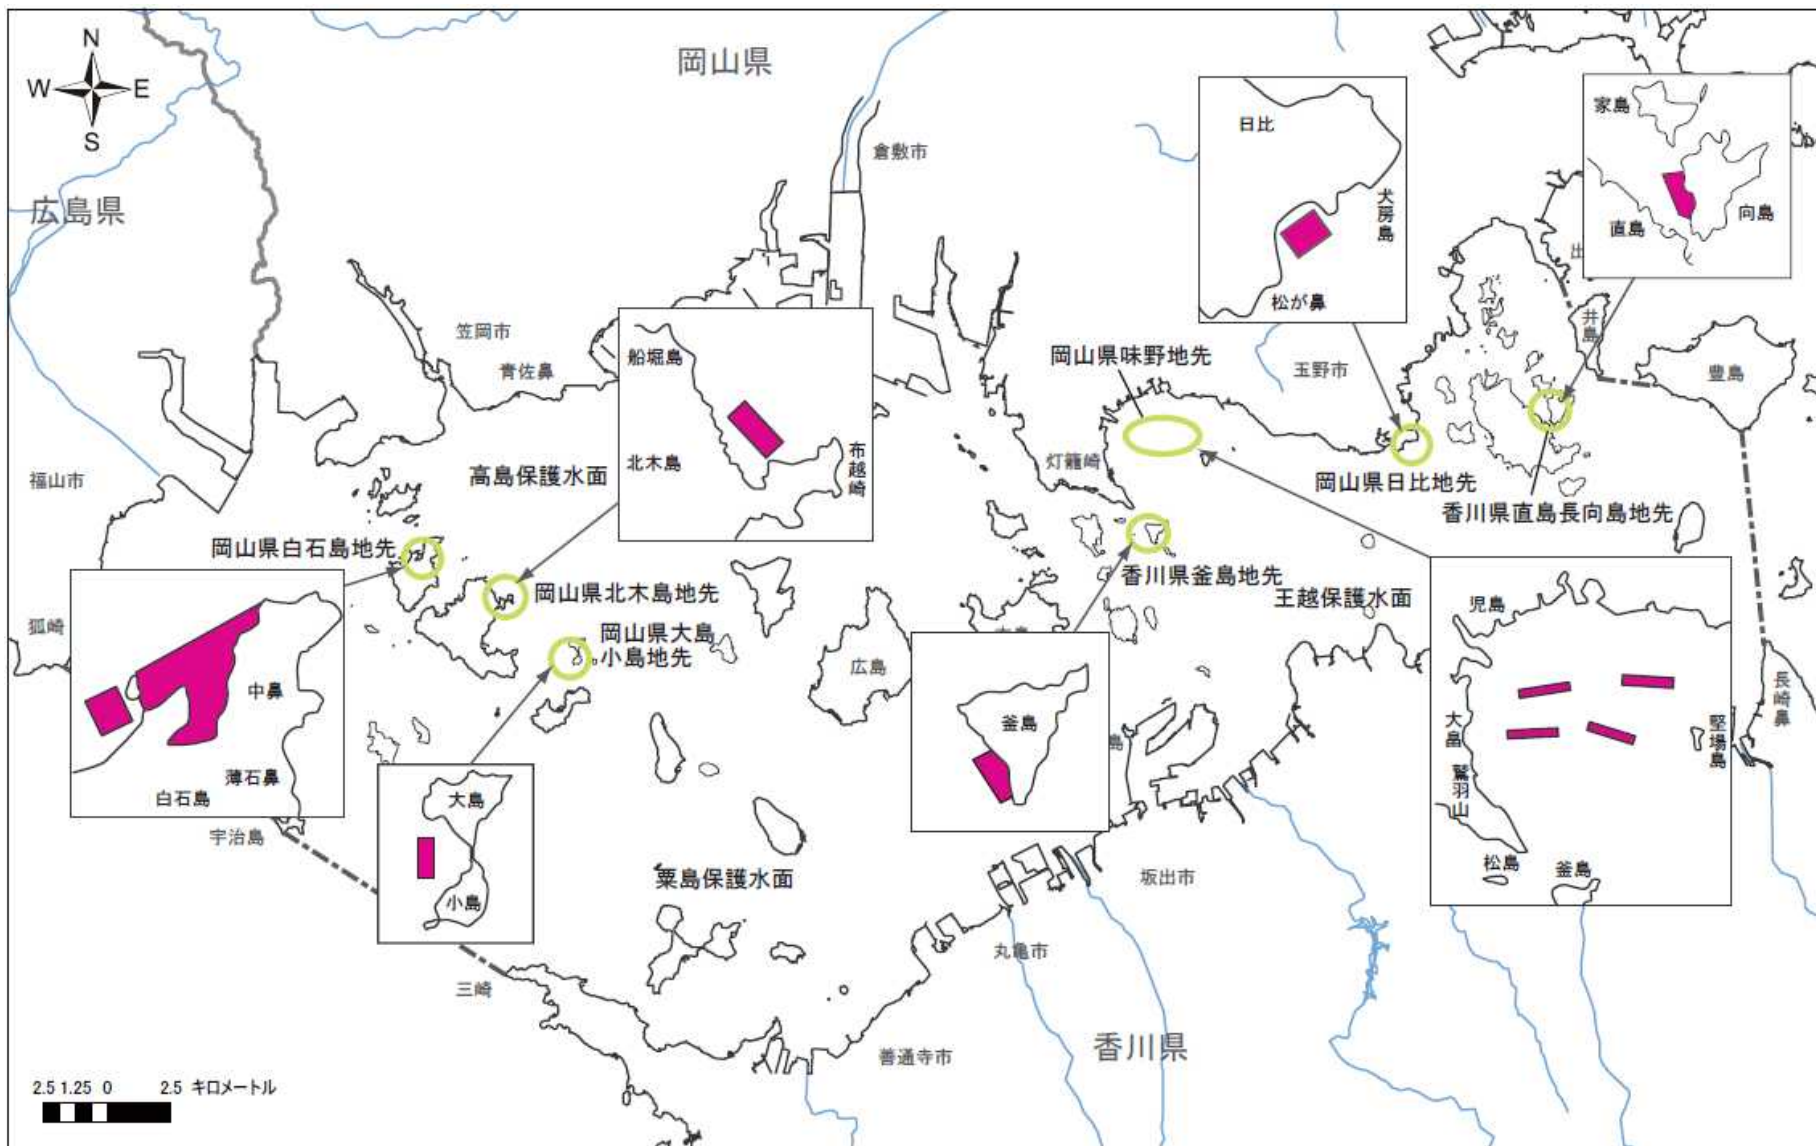 N
W
E
S
岡山県
広島県
倉敷市
日比
犬房島
松が鼻
家島
向島
直島
出
井島
豊島
笠岡市
青佐鼻
船堀島
北木島
布越崎
岡山県味野地先
玉野市
福山市
高島保護水面
灯籠崎
岡山県日比地先
香川県直島長向島地先
岡山県白石島地先
岡山県北木島地先
香川県釜島地先
王越保護水面
狐崎
岡山県大島
小島地先
広島
児島
中鼻
薄石鼻
白石島
釜島
島
大畠
鷲羽山
竪場島
松島
釜島
長崎鼻
宇治島
大島
小島
粟島保護水面
坂出市
丸亀市
三崎
善通寺市
香川県
2.5 1.25 0 2.5 キロメートル